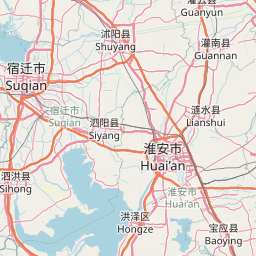 灌云县
Guanyun
沭阳县
Shuyang
灌南县
Guannan
宿迁市
Suqian
宿迁市
Suqian
泗阳县
Siyang
涟水县
Lianshui
淮安市
Huai'an
泗洪县
Sihong
淮安市
Huai'an
洪泽区
Hongze
宝应县
Baoying